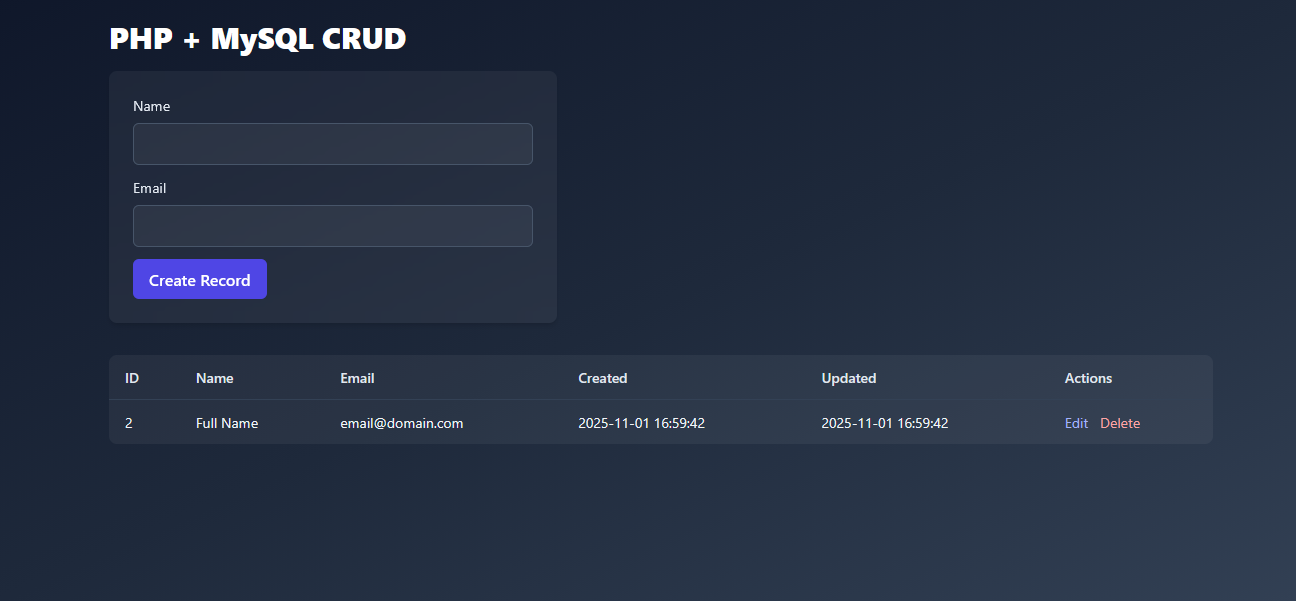 PHP + MySQL CRUD
Name
Email
Create Record
ID Name Email Created Updated Actions
2 Full Name email@domain.com 2025-11-01 16:59:42 2025-11-01 16:59:42 Edit Delete